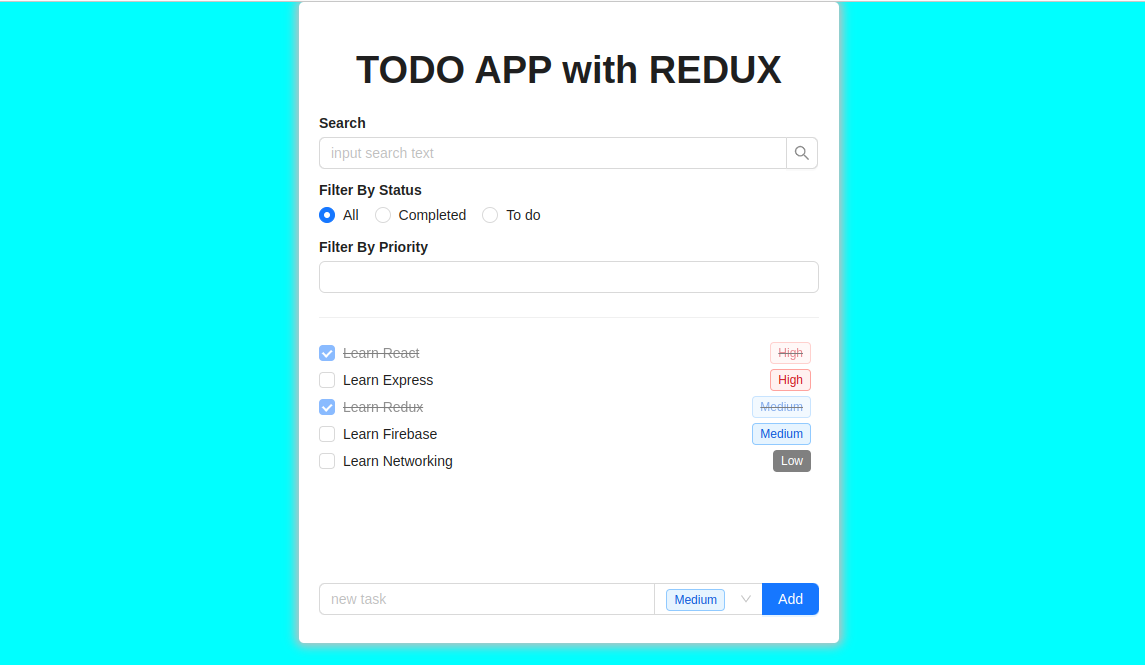 TODO APP with REDUX
Search
input search text
Filter By Status
All Completed To do
Filter By Priority
Learn React High
Learn Express High
Learn Redux Medium
Learn Firebase Medium
Learn Networking Low
new task Medium Add